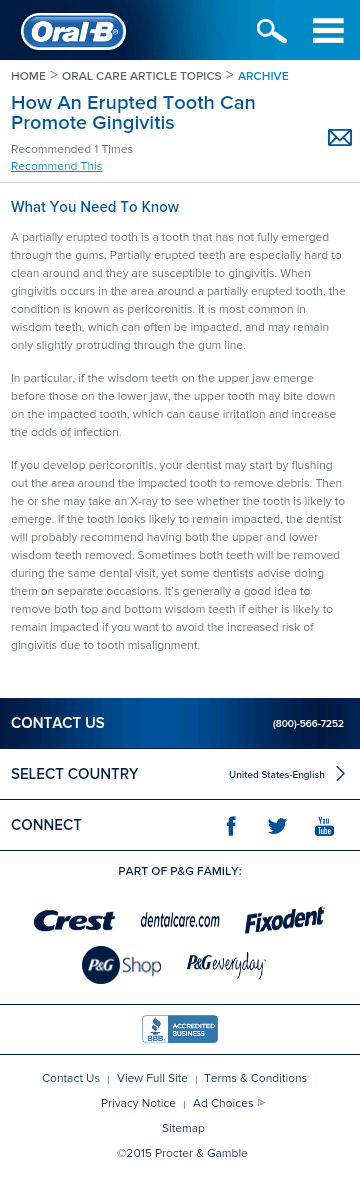 Oral-B®
HOME > ORAL CARE ARTICLE TOPICS > ARCHIVE
How An Erupted Tooth Can
Promote Gingivitis
Recommended 1 Times
Recommend This
What You Need To Know
A partially erupted tooth is a tooth that has not fully emerged
through the gums. Partially erupted teeth are especially hard to
clean around and they are susceptible to gingivitis. When
gingivitis occurs in the area around a partially erupted tooth, the
condition is known as pericoronitis. It is most common in
wisdom teeth, which can often be impacted, and may remain
only slightly protruding through the gum line.
In particular, if the wisdom teeth on the upper jaw emerge
before those on the lower jaw, the upper tooth may bite down
on the impacted tooth, which can cause irritation and increase
the odds of infection.
If you develop pericoronitis, your dentist may start by flushing
out the area around the impacted tooth to remove debris. Then
he or she may take an X-ray to see whether the tooth is likely to
emerge. If the tooth looks likely to remain impacted, the dentist
will probably recommend having both the upper and lower
wisdom teeth removed. Sometimes both teeth will be removed
during the same dental visit, yet some dentists advise doing
them on separate occasions. It's generally a good idea to
remove both top and bottom wisdom teeth if either is likely to
remain impacted if you want to avoid the increased risk of
gingivitis due to tooth misalignment.
CONTACT US (800)-566-7252
SELECT COUNTRY United States-English
CONNECT f You Tube
PART OF P&G FAMILY:
Crest dentalcare.com Fixodent
P&G Shop P&G everyday
BBB. ACCREDITED BUSINESS
Contact Us | View Full Site | Terms & Conditions
Privacy Notice | Ad Choices
Sitemap
©2015 Procter & Gamble